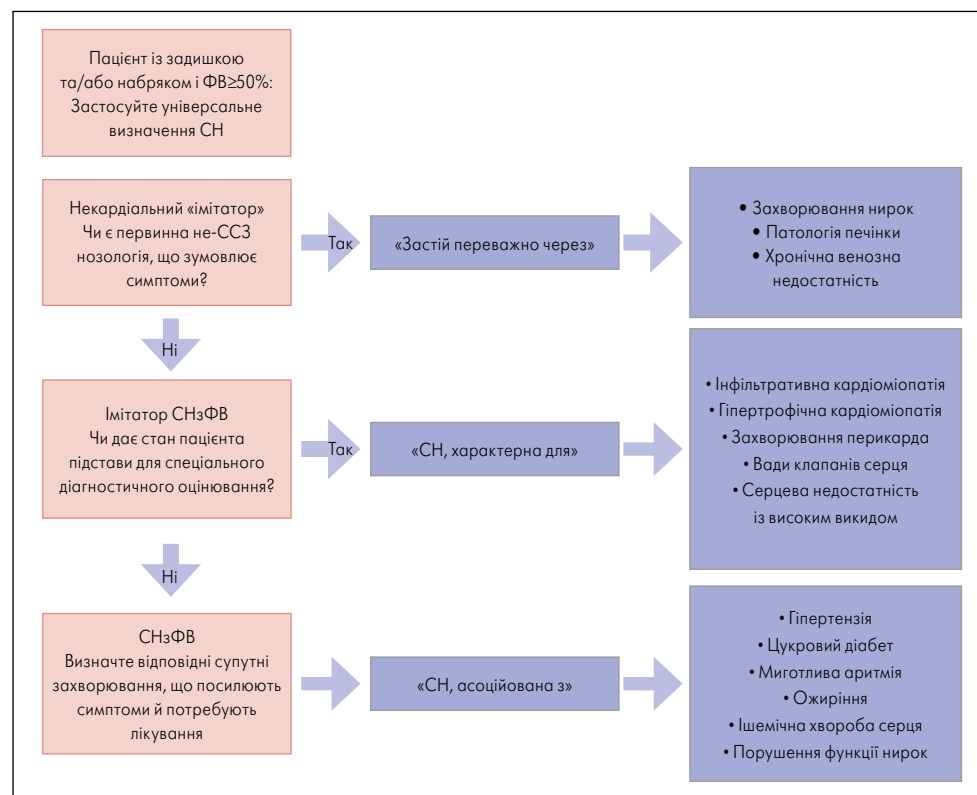 Пацієнт із задишкою
та/або набряком і ФВ≥50%:
Застосуйте універсальне
визначення СН
Некардіальний «імітатор»
Чи є первинна не-ССЗ
нозологія, що зумовлює
симптоми?
Так
«Застій переважно через»
• Захворювання нирок
• Патологія печінки
• Хронічна венозна
недостатність
Ні
Імітатор СНзФВ
Чи дає стан пацієнта
підстави для спеціального
діагностичного оцінювання?
Так
«СН, характерна для»
• Інфільтративна кардіоміопатія
• Гіпертрофічна кардіоміопатія
• Захворювання перикарда
• Вади клапанів серця
• Серцева недостатність
із високим викидом
Ні
СНзФВ
Визначте відповідні супутні
захворювання, що посилюють
симптоми й потребують
лікування
«СН, асоційована з»
• Гіпертензія
• Цукровий діабет
• Миготлива аритмія
• Ожиріння
• Ішемічна хвороба серця
• Порушення функції нирок